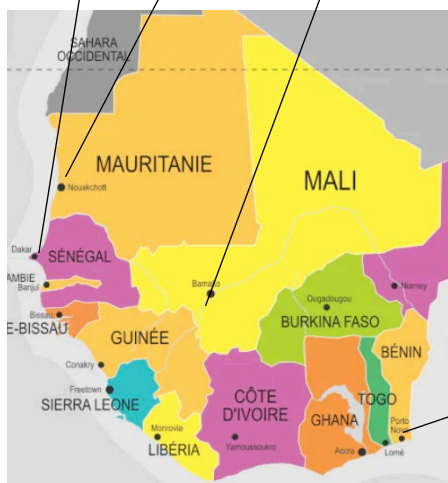 SAHARA
OCCIDENTAL
MAURITANIE
Nouakchott
MALI
Dakar
SÉNÉGAL
AMBIE
Banjul
Bamako
Niamey
Bissau
E-BISSAU
Ougadougou
BURKINA FASO
GUINÉE
BÉNIN
Conakry
Freetown
SIERRA LEONE
CÔTE
D'IVOIRE
TOGO
GHANA
Porto
Novo
Monrovia
LIBÉRIA
Yamoussoukro
Accra
Lomé